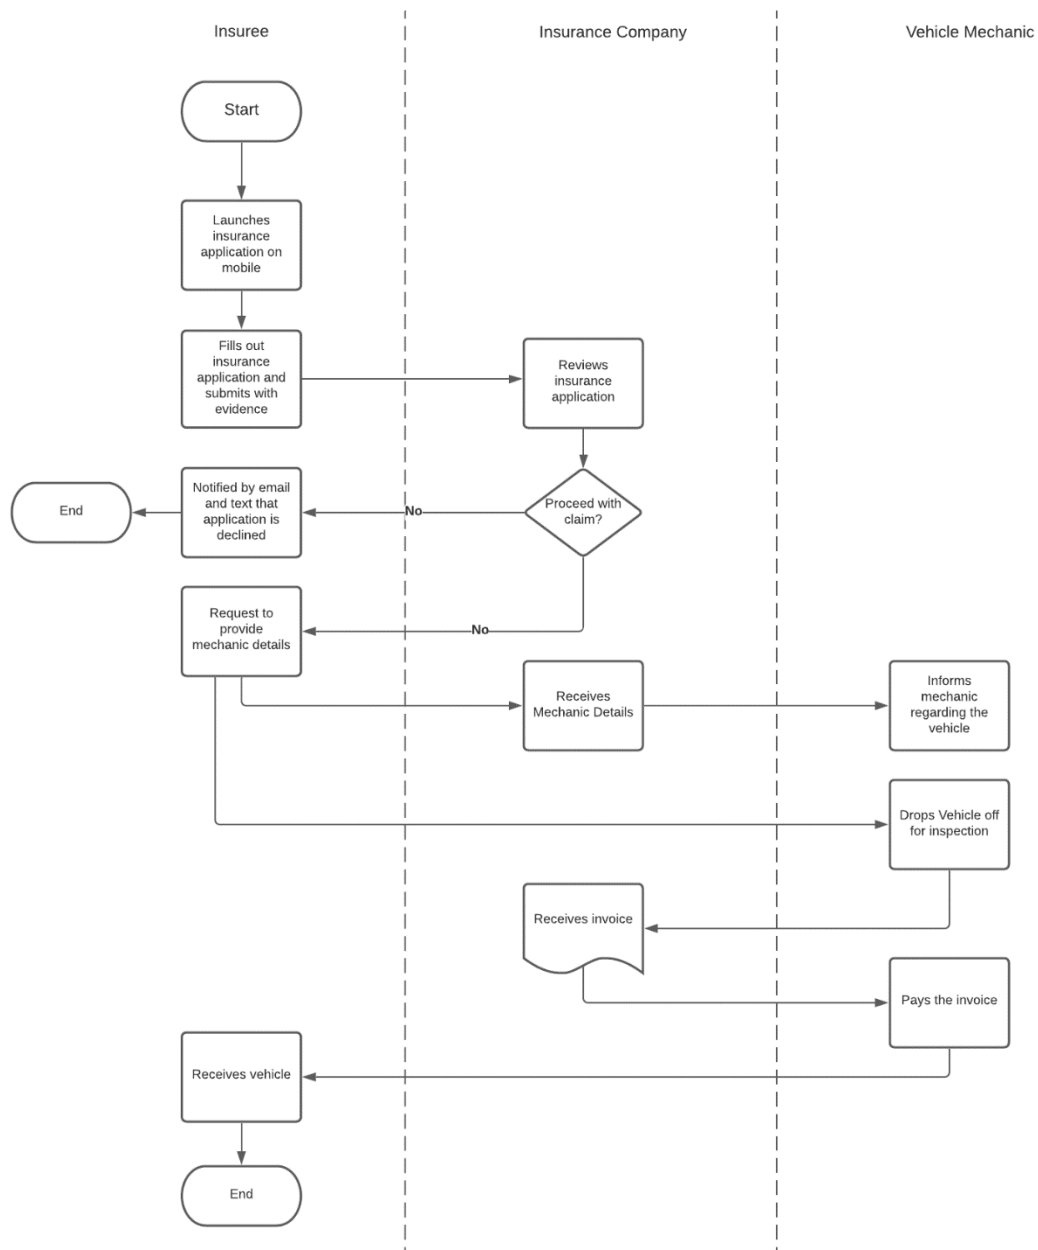 Insuree
Insurance Company
Vehicle Mechanic
Start
Launches
insurance
application on
mobile
Fills out
insurance
application and
submits with
evidence
Reviews
insurance
application
Proceed with
claim?
No
Notified by email
and text that
application is
declined
End
No
Request to
provide
mechanic details
Receives
Mechanic Details
Informs
mechanic
regarding the
vehicle
Drops Vehicle off
for inspection
Receives invoice
Pays the invoice
Receives vehicle
End